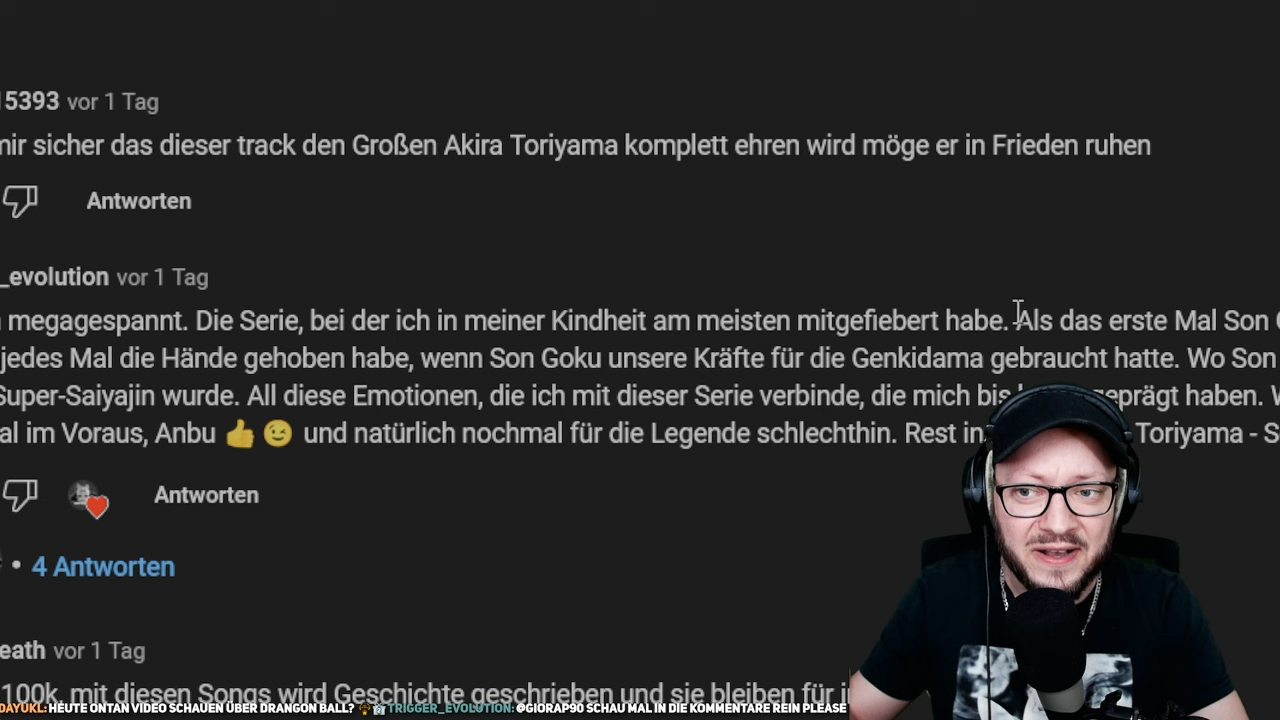 15393 vor 1 Tag
mir sicher das dieser track den Großen Akira Toriyama komplett ehren wird möge er in Frieden ruhen
Antworten
_evolution vor 1 Tag
megagespannt. Die Serie, bei der ich in meiner Kindheit am meisten mitgefiebert habe. Als das erste Mal Son
jedes Mal die Hände gehoben habe, wenn Son Goku unsere Kräfte für die Genkidama gebraucht hatte. Wo Son
Super-Saiyajin wurde. All diese Emotionen, die ich mit dieser Serie verbinde, die mich bis geprägt haben.
al im Voraus, Anbu 👍 😉 und natürlich nochmal für die Legende schlechthin. Rest in Toriyama - S
Antworten
• 4 Antworten
eath vor 1 Tag
100k, mit diesen Songs wird Geschichte geschrieben und sie bleiben für
DAYUKL: HEUTE ONTAN VIDEO SCHAUEN ÜBER DRANGON BALL? TRIGGER_EVOLUTION: @GIORAP90 SCHAU MAL IN DIE KOMMENTARE REIN PLEASE